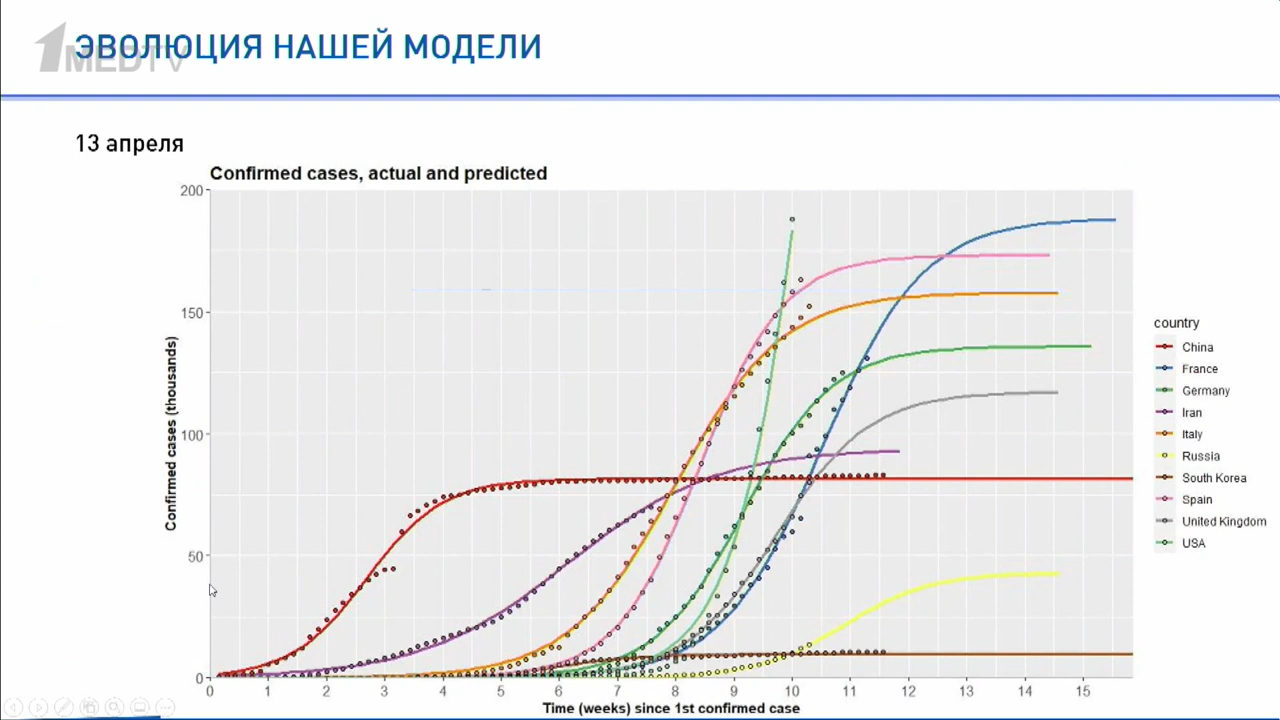 1MEDTV
ЭВОЛЮЦИЯ НАШЕЙ МОДЕЛИ
13 апреля
Confirmed cases, actual and predicted
200
150
100
50
0
Confirmed cases (thousands)
0 1 2 3 4 5 6 7 8 9 10 11 12 13 14 15
Time (weeks) since 1st confirmed case
country
China
France
Germany
Iran
Italy
Russia
South Korea
Spain
United Kingdom
USA